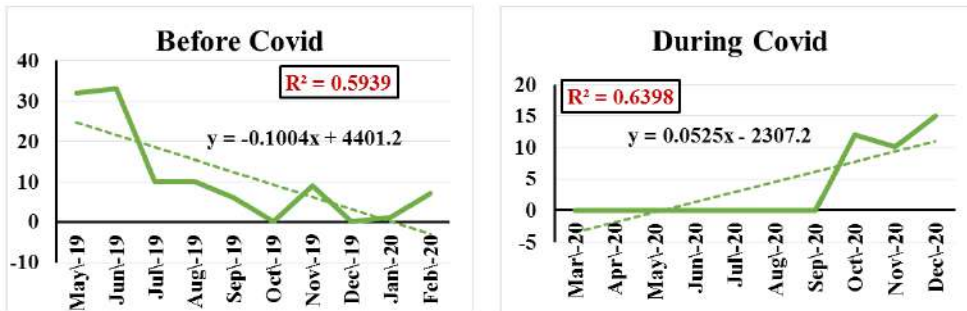 Before Covid
40
30
20
10
0
-10
R² = 0.5939
y = -0.1004x + 4401.2
May\-19
Jun\-19
Jul\-19
Aug\-19
Sep\-19
Oct\-19
Nov\-19
Dec\-19
Jan\-20
Feb\-20
During Covid
20
15
10
5
0
-5
R² = 0.6398
y = 0.0525x - 2307.2
Mar\-20
Apr\-20
May\-20
Jun\-20
Jul\-20
Aug\-20
Sep\-20
Oct\-20
Nov\-20
Dec\-20